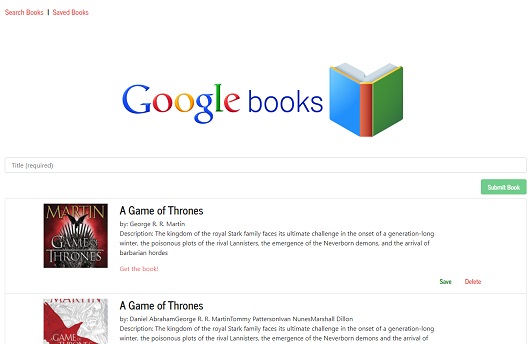 Search Books | Saved Books
Google books
Title (required)
Submit Book
MARTIN
A GAME OF
THRONES
A Game of Thrones
by: George R. R. Martin
Description: The kingdom of the royal Stark family faces its ultimate challenge in the onset of a generation-long
winter, the poisonous plots of the rival Lannisters, the emergence of the Neverborn demons, and the arrival of
barbarian hordes
Get the book!
Save Delete
MARTIN
A Game of Thrones
by: Daniel AbrahamGeorge R. R. MartinTommy PattersonIvan NunesMarshall Dillon
Description: The kingdom of the royal Stark family faces its ultimate challenge in the onset of a generation-long
winter, the poisonous plots of the rival Lannisters, the emergence of the Neverborn demons, and the arrival of